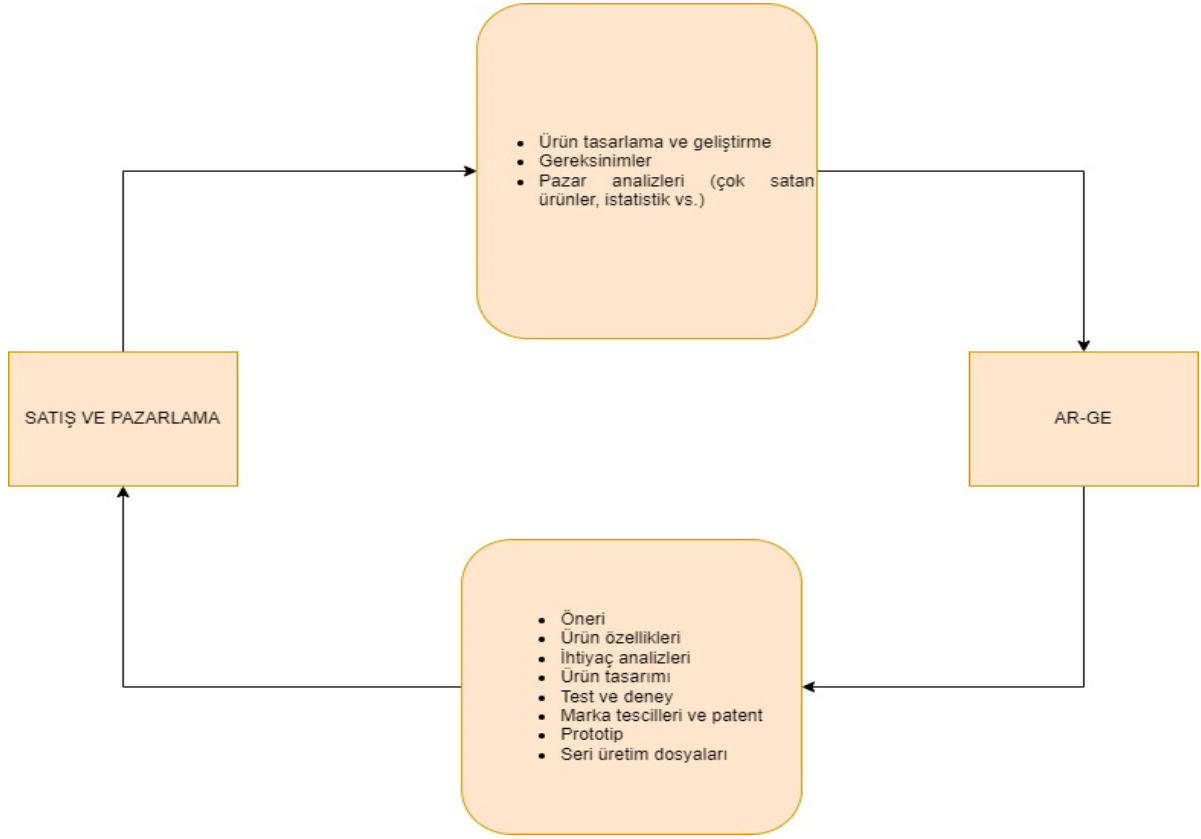 • Ürün tasarlama ve geliştirme
• Gereksinimler
• Pazar analizleri (çok satan
ürünler, istatistik vs.)
SATIŞ VE PAZARLAMA
AR-GE
• Öneri
• Ürün özellikleri
• İhtiyaç analizleri
• Ürün tasarımı
• Test ve deney
• Marka tescilleri ve patent
• Prototip
• Seri üretim dosyaları